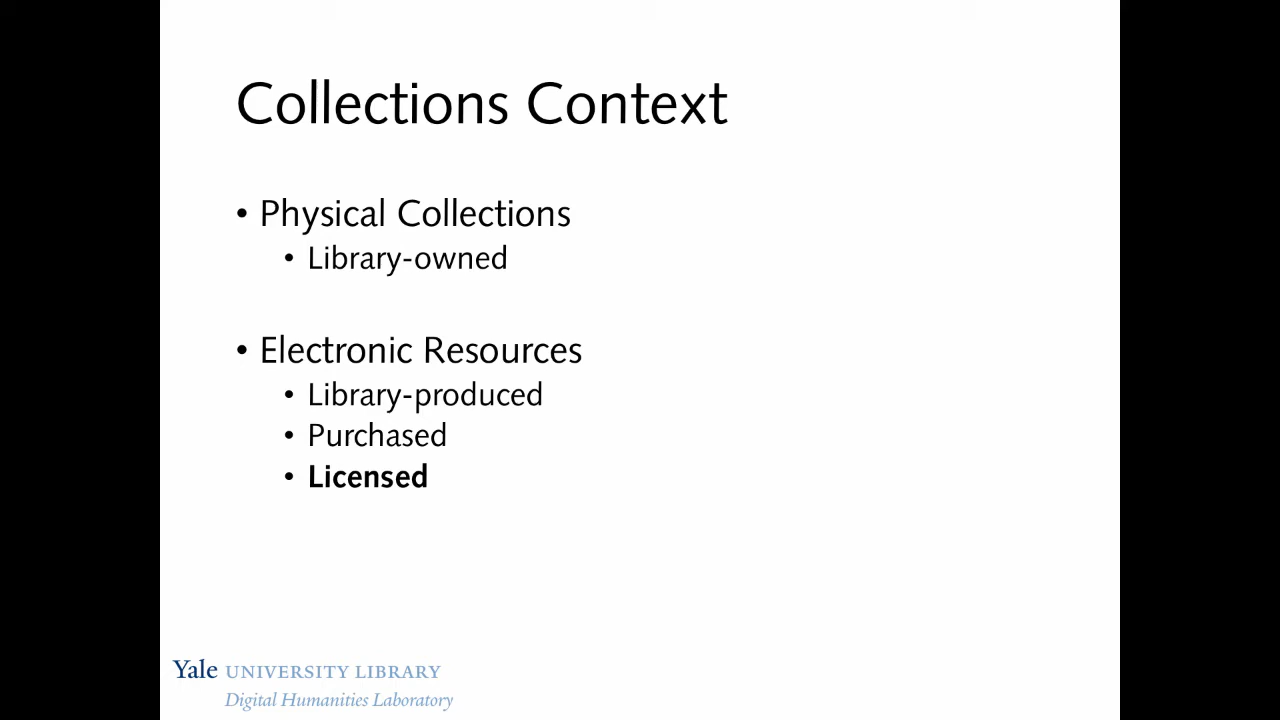 Collections Context
• Physical Collections
• Library-owned
• Electronic Resources
• Library-produced
• Purchased
• Licensed
Yale UNIVERSITY LIBRARY
Digital Humanities Laboratory